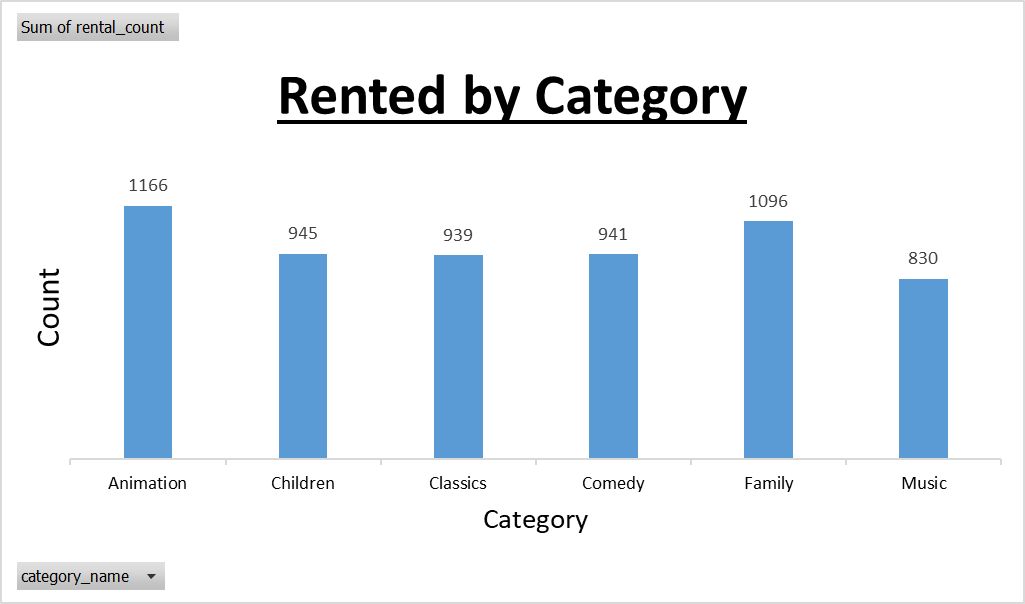 Sum of rental_count
Rented by Category
1166
945
939
941
1096
830
Count
Animation
Children
Classics
Comedy
Family
Music
Category
category_name